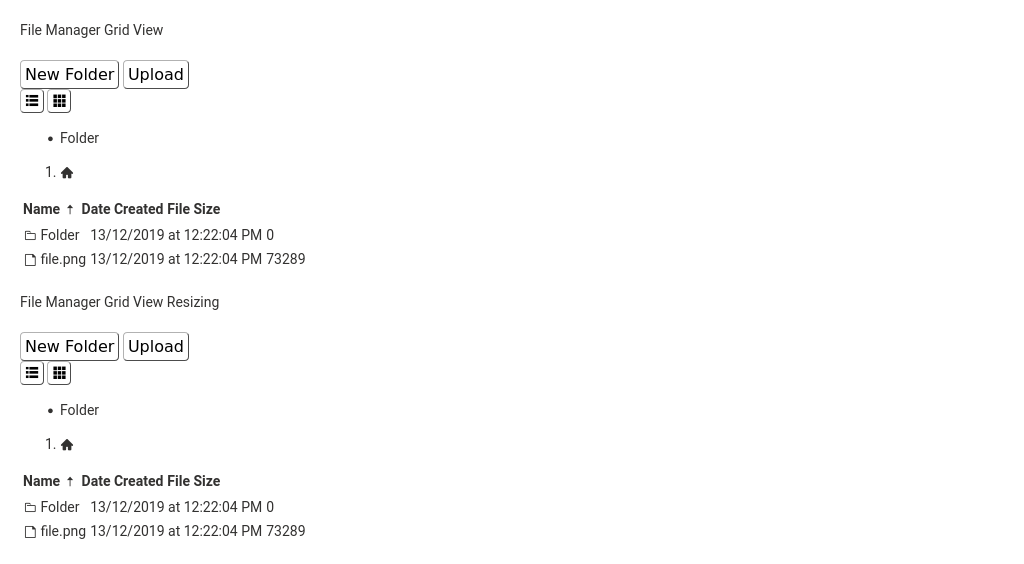 File Manager Grid View
New Folder Upload
• Folder
1.
Name ↑ Date Created File Size
Folder 13/12/2019 at 12:22:04 PM 0
file.png 13/12/2019 at 12:22:04 PM 73289
File Manager Grid View Resizing
New Folder Upload
• Folder
1.
Name ↑ Date Created File Size
Folder 13/12/2019 at 12:22:04 PM 0
file.png 13/12/2019 at 12:22:04 PM 73289